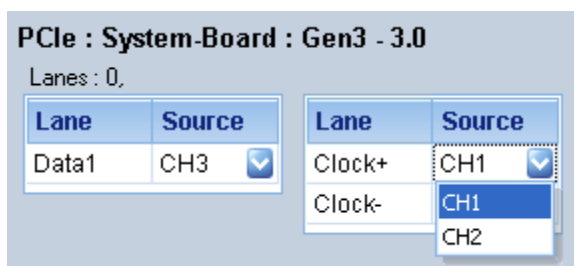 PCIe : System-Board : Gen3 - 3.0
Lanes : 0,
Lane Source
Data1 CH3
Lane Source
Clock+ CH1
Clock- CH1
CH2